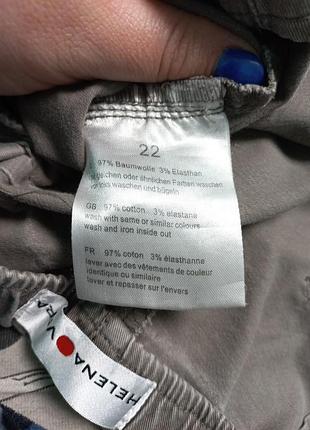 22
97% Baumwolle 3% Elasthan
gleichen oder ähnlichen Farben waschen
links waschen und bügeln
GB 97% cotton 3% elastane
wash with same or similar colours
wash and iron inside out
FR 97% coton 3% élasthanne
laver avec des vêtements de couleur
identique ou similaire
laver et repasser sur l'envers
HELENA VERA